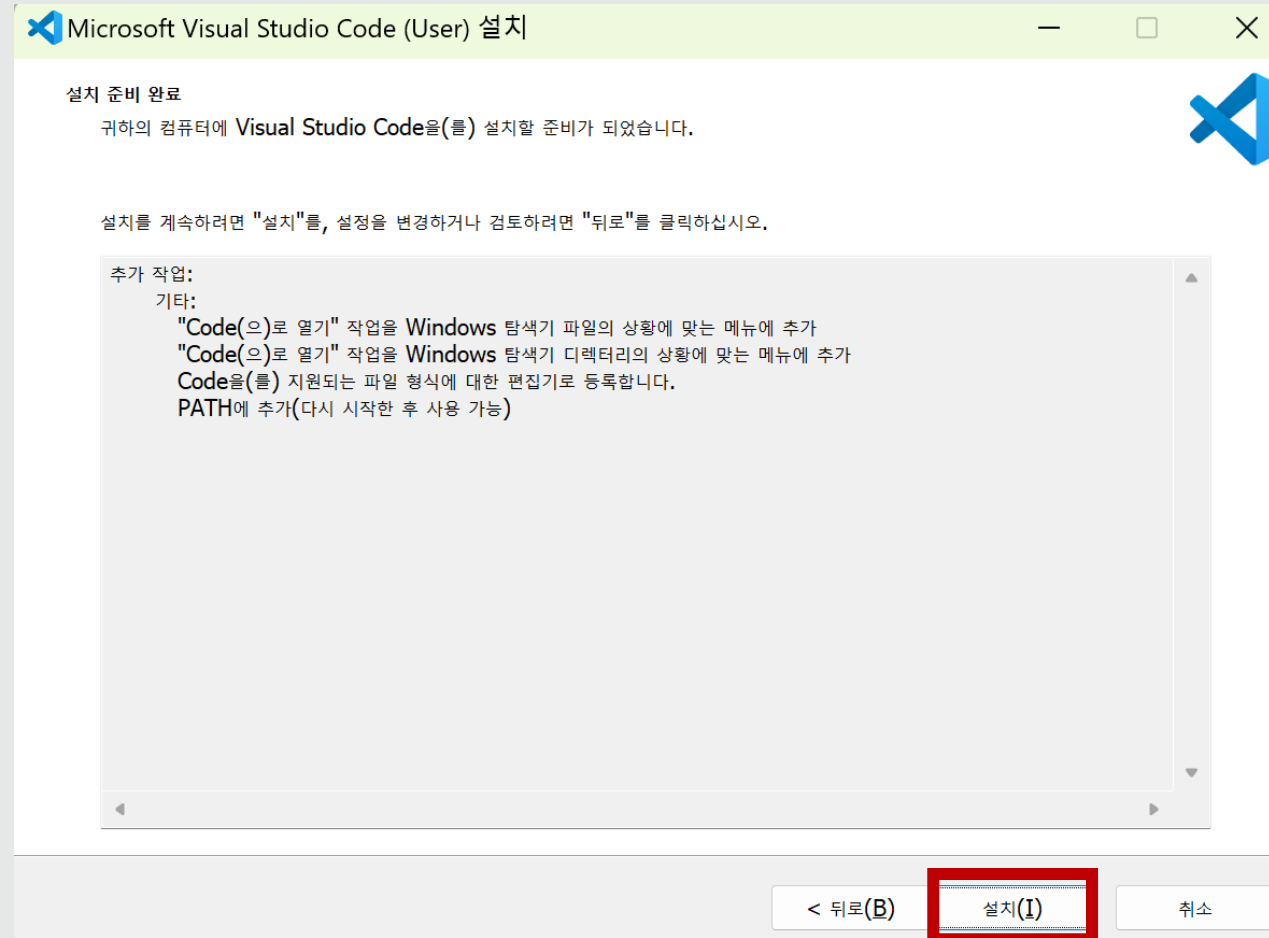 Microsoft Visual Studio Code (User) 설치
설치 준비 완료
귀하의 컴퓨터에 Visual Studio Code을(를) 설치할 준비가 되었습니다.
설치를 계속하려면 "설치"를, 설정을 변경하거나 검토하려면 "뒤로"를 클릭하십시오.
추가 작업:
기타:
"Code(으)로 열기" 작업을 Windows 탐색기 파일의 상황에 맞는 메뉴에 추가
"Code(으)로 열기" 작업을 Windows 탐색기 디렉터리의 상황에 맞는 메뉴에 추가
Code을(를) 지원되는 파일 형식에 대한 편집기로 등록합니다.
PATH에 추가(다시 시작한 후 사용 가능)
< 뒤로(B) 설치(I) 취소